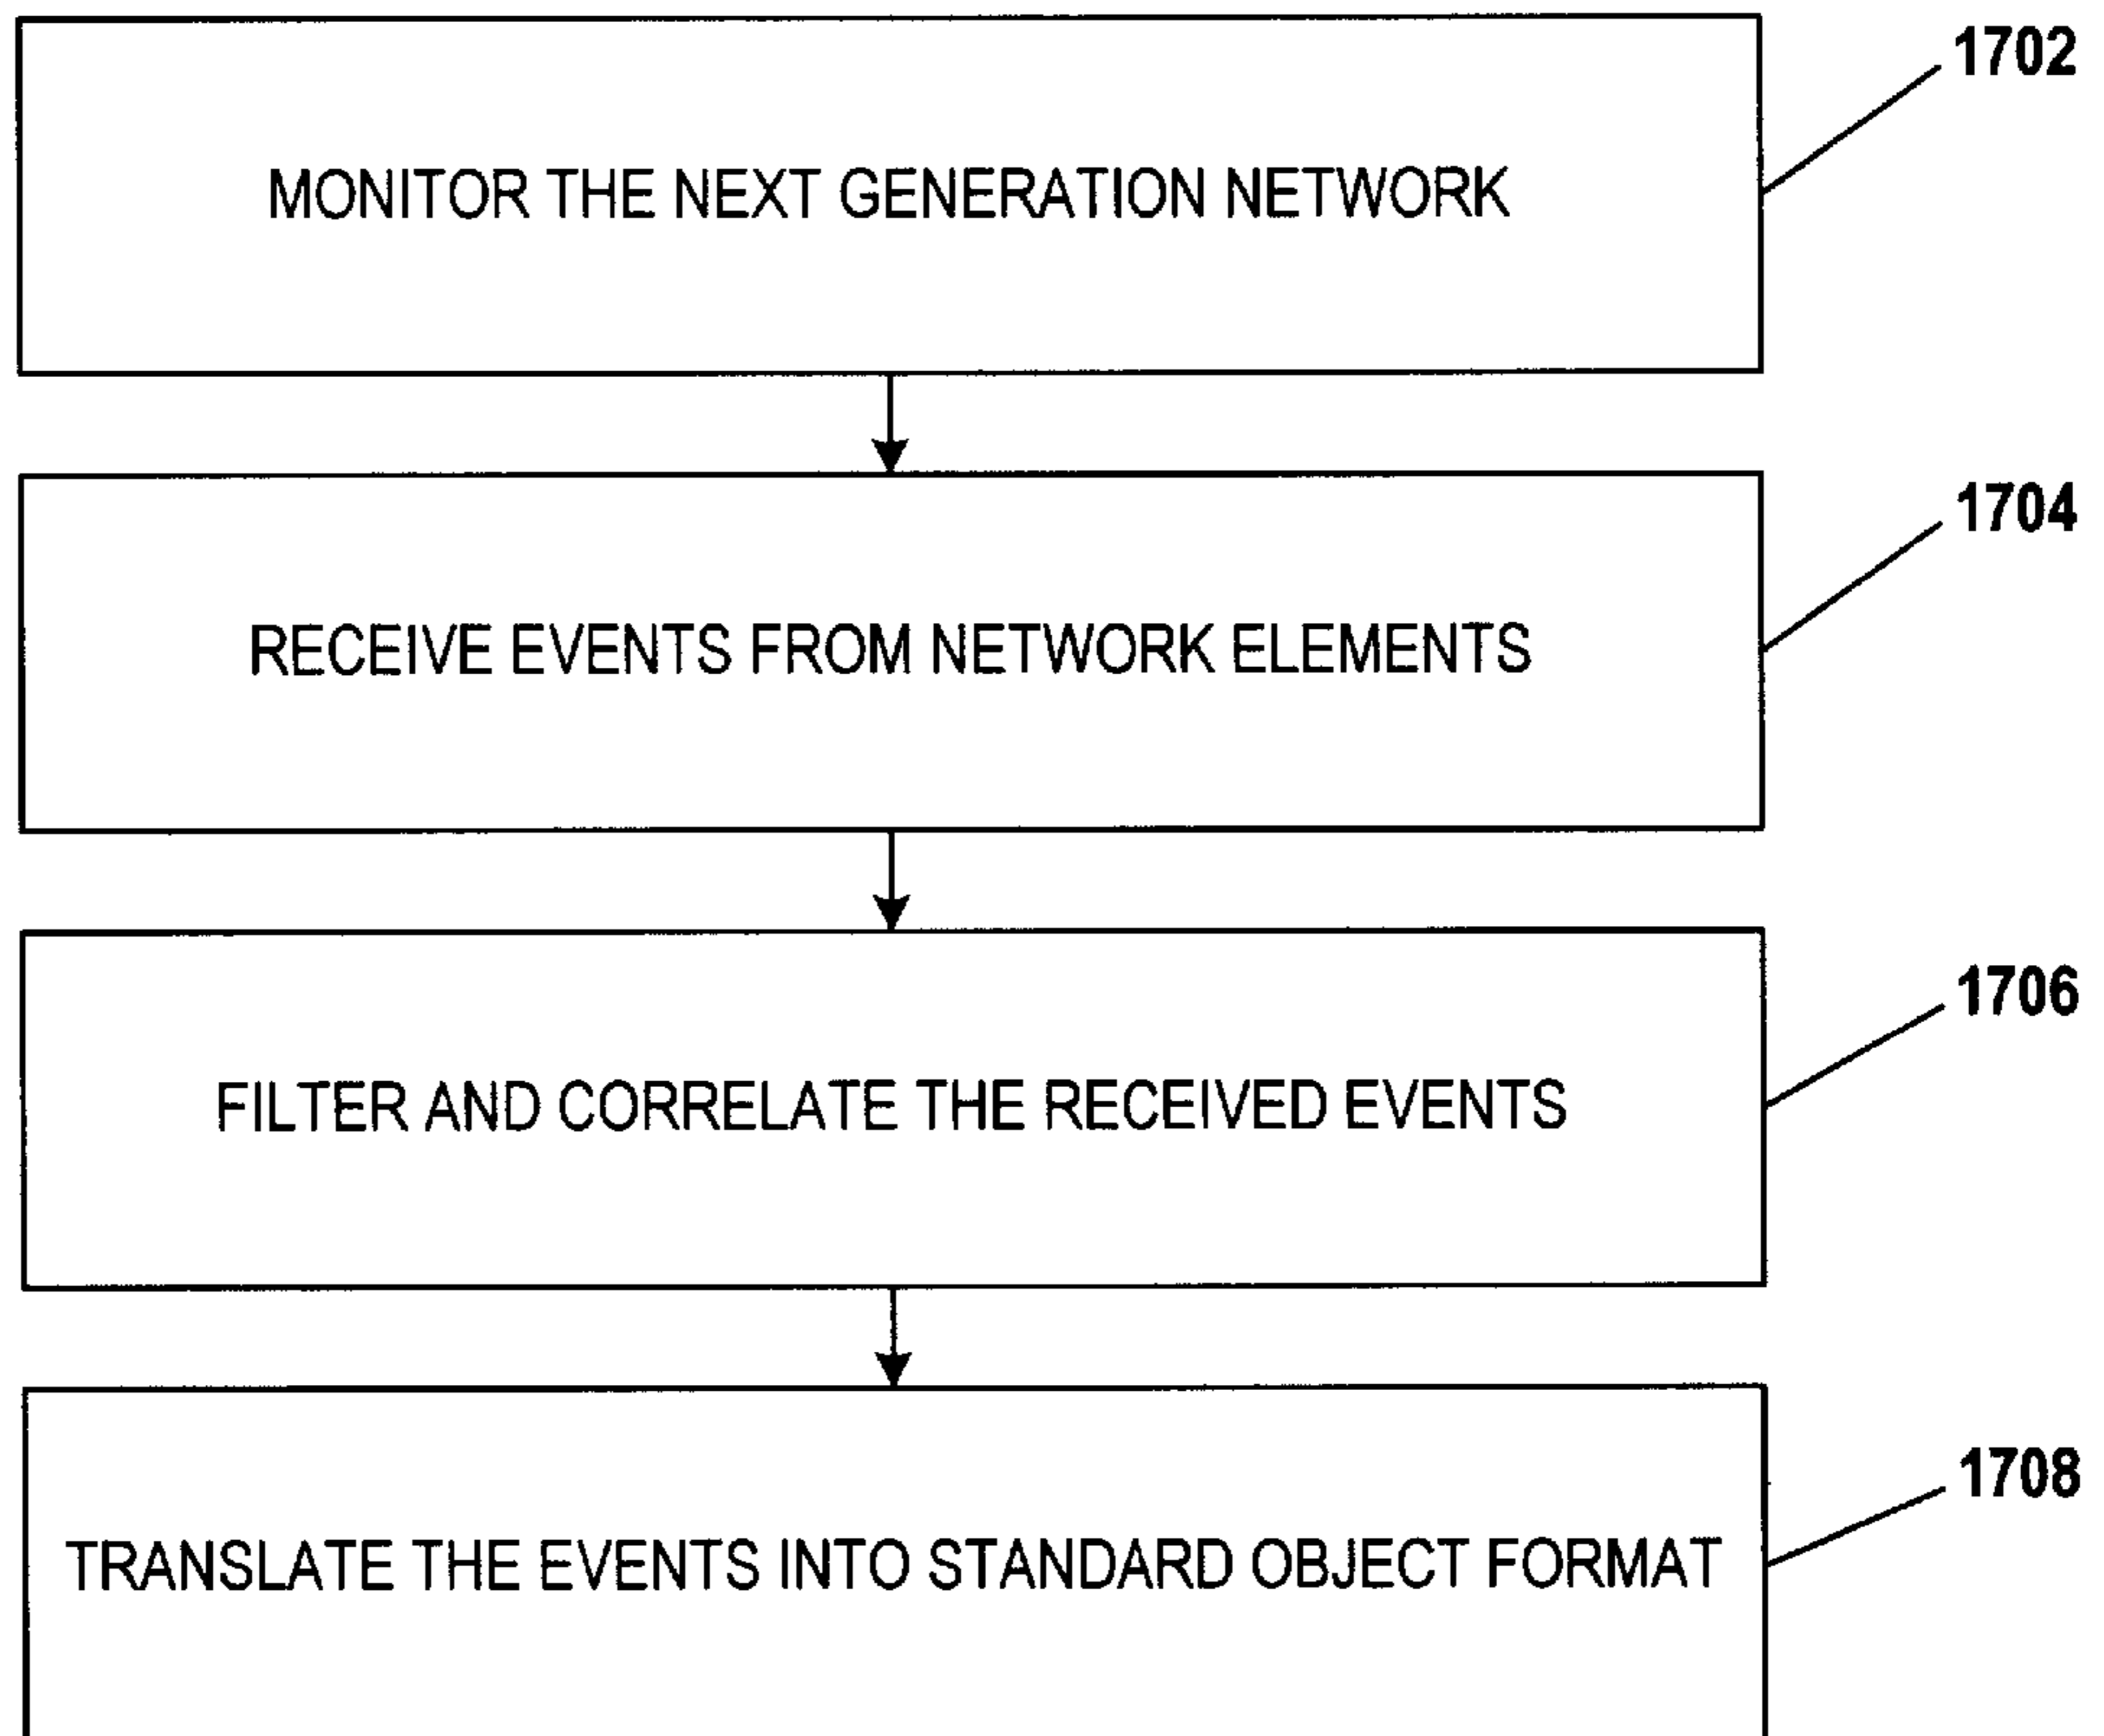 1702
MONITOR THE NEXT GENERATION NETWORK
1704
RECEIVE EVENTS FROM NETWORK ELEMENTS
1706
FILTER AND CORRELATE THE RECEIVED EVENTS
1708
TRANSLATE THE EVENTS INTO STANDARD OBJECT FORMAT